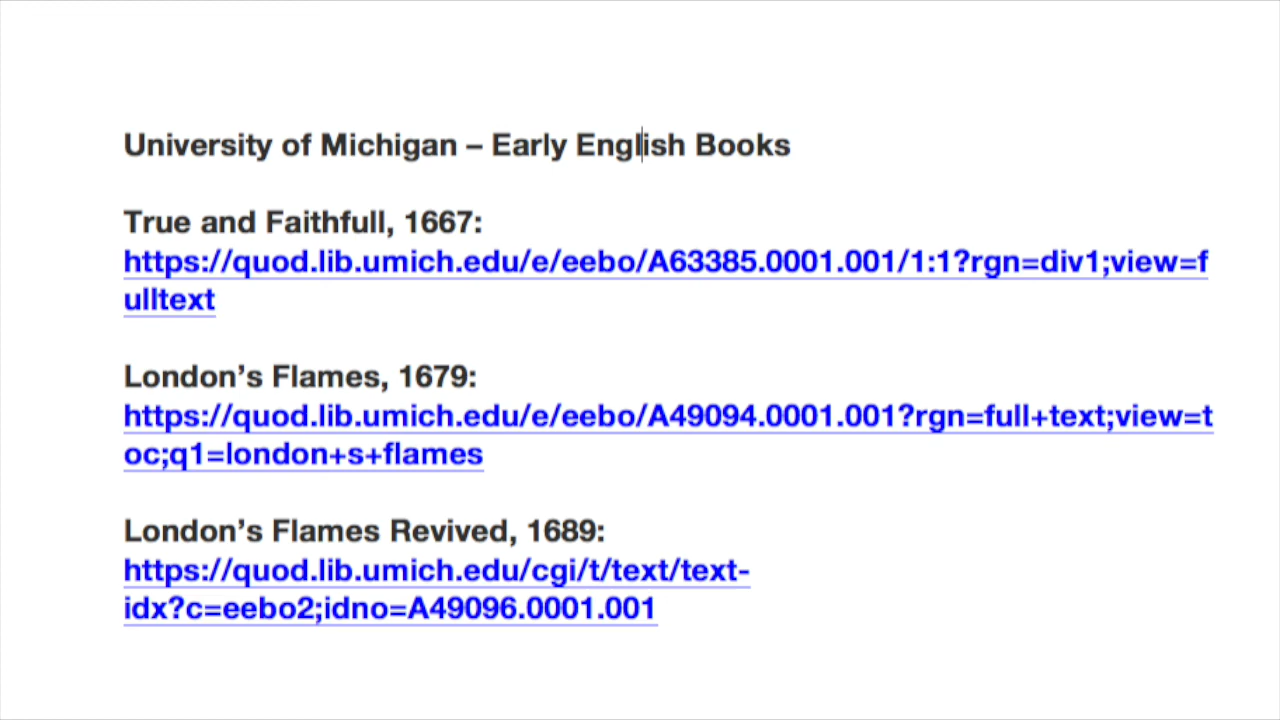 University of Michigan – Early English Books
True and Faithfull, 1667:
https://quod.lib.umich.edu/e/eebo/A63385.0001.001/1:1?rgn=div1;view=f
ulltext
London’s Flames, 1679:
https://quod.lib.umich.edu/e/eebo/A49094.0001.001?rgn=full+text;view=t
oc;q1=london+s+flames
London’s Flames Revived, 1689:
https://quod.lib.umich.edu/cgi/t/text/text-
idx?c=eebo2;idno=A49096.0001.001